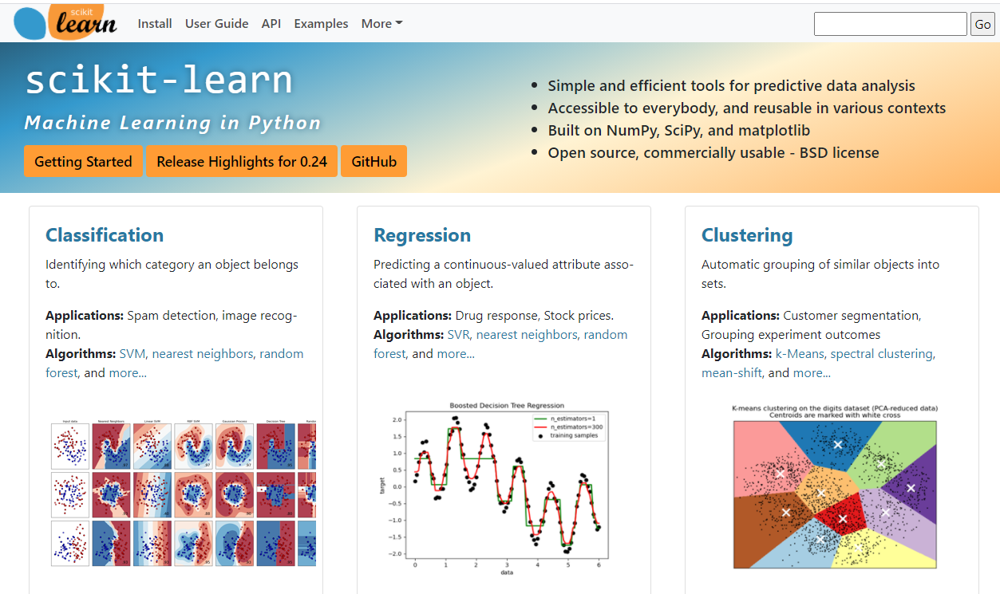 scikit
learn
Install User Guide API Examples More
Go
scikit-learn
Machine Learning in Python
Getting Started Release Highlights for 0.24 GitHub
Simple and efficient tools for predictive data analysis
Accessible to everybody, and reusable in various contexts
Built on NumPy, SciPy, and matplotlib
Open source, commercially usable - BSD license
Classification
Identifying which category an object belongs
to.
Applications: Spam detection, image recog-
nition.
Algorithms: SVM, nearest neighbors, random
forest, and more...
Input data Nearest Neighbors Linear SVM RBF SVM Gaussian Process Decision Tree
Regression
Predicting a continuous-valued attribute asso-
ciated with an object.
Applications: Drug response, Stock prices.
Algorithms: SVR, nearest neighbors, random
forest, and more...
Boosted Decision Tree Regression
n_estimators=1
n_estimators=300
training samples
target
2.0
1.5
1.0
0.5
0.0
−0.5
−1.0
−1.5
−2.0
0 1 2 3 4 5 6
data
Clustering
Automatic grouping of similar objects into
sets.
Applications: Customer segmentation,
Grouping experiment outcomes
Algorithms: k-Means, spectral clustering,
mean-shift, and more...
K-means clustering on the digits dataset (PCA-reduced data)
Centroids are marked with white cross